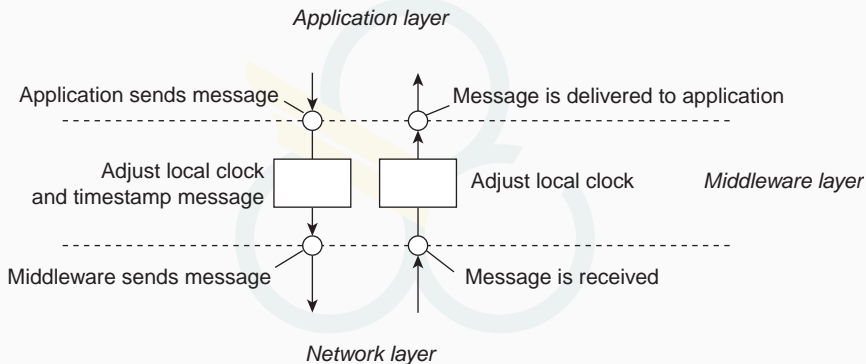 Application layer
Application sends message
Message is delivered to application
Adjust local clock
and timestamp message
Adjust local clock
Middleware layer
Middleware sends message
Message is received
Network layer